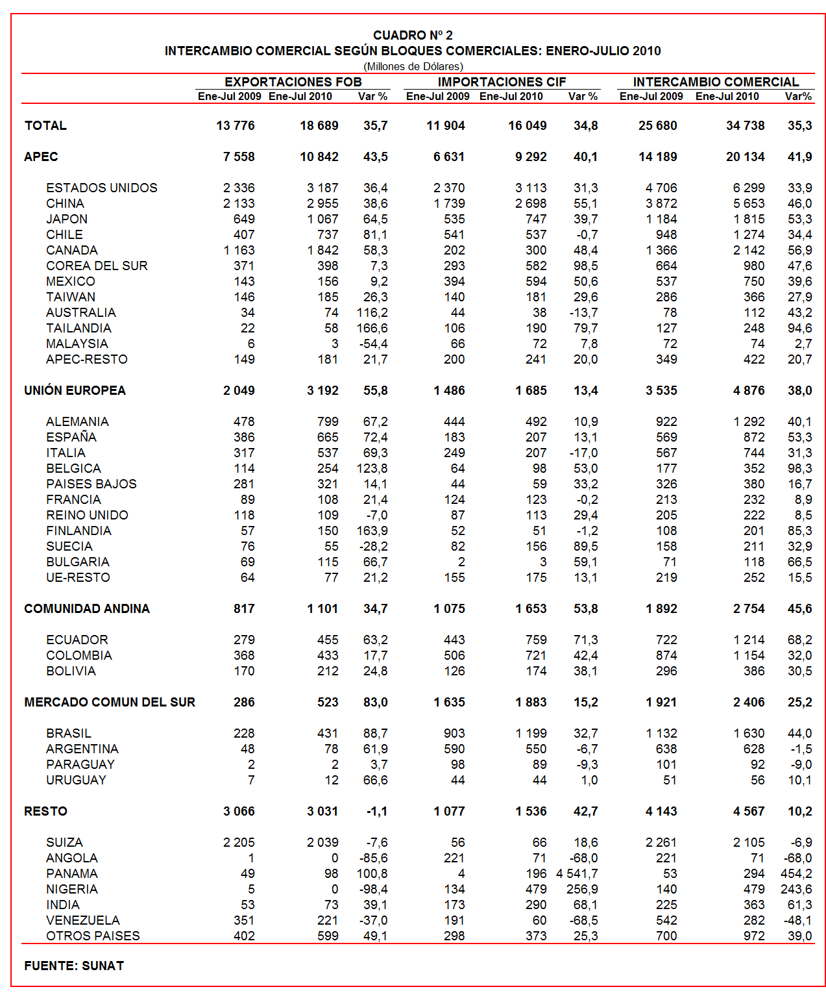 CUADRO Nº 2
INTERCAMBIO COMERCIAL SEGÚN BLOQUES COMERCIALES: ENERO-JULIO 2010
(Millones de Dólares)
EXPORTACIONES FOB IMPORTACIONES CIF INTERCAMBIO COMERCIAL
Ene-Jul 2009 Ene-Jul 2010 Var % Ene-Jul 2009 Ene-Jul 2010 Var % Ene-Jul 2009 Ene-Jul 2010 Var%
TOTAL 13 776 18 689 35,7 11 904 16 049 34,8 25 680 34 738 35,3
APEC 7 558 10 842 43,5 6 631 9 292 40,1 14 189 20 134 41,9
ESTADOS UNIDOS 2 336 3 187 36,4 2 370 3 113 31,3 4 706 6 299 33,9
CHINA 2 133 2 955 38,6 1 739 2 698 55,1 3 872 5 653 46,0
JAPON 649 1 067 64,5 535 747 39,7 1 184 1 815 53,3
CHILE 407 737 81,1 541 537 -0,7 948 1 274 34,4
CANADA 1 163 1 842 58,3 202 300 48,4 1 366 2 142 56,9
COREA DEL SUR 371 398 7,3 293 582 98,5 664 980 47,6
MEXICO 143 156 9,2 394 594 50,6 537 750 39,6
TAIWAN 146 185 26,3 140 181 29,6 286 366 27,9
AUSTRALIA 34 74 116,2 44 38 -13,7 78 112 43,2
TAILANDIA 22 58 166,6 106 190 79,7 127 248 94,6
MALAYSIA 6 3 -54,4 66 72 7,8 72 74 2,7
APEC-RESTO 149 181 21,7 200 241 20,0 349 422 20,7
UNIÓN EUROPEA 2 049 3 192 55,8 1 486 1 685 13,4 3 535 4 876 38,0
ALEMANIA 478 799 67,2 444 492 10,9 922 1 292 40,1
ESPAÑA 386 665 72,4 183 207 13,1 569 872 53,3
ITALIA 317 537 69,3 249 207 -17,0 567 744 31,3
BELGICA 114 254 123,8 64 98 53,0 177 352 98,3
PAISES BAJOS 281 321 14,1 44 59 33,2 326 380 16,7
FRANCIA 89 108 21,4 124 123 -0,2 213 232 8,9
REINO UNIDO 118 109 -7,0 87 113 29,4 205 222 8,5
FINLANDIA 57 150 163,9 52 51 -1,2 108 201 85,3
SUECIA 76 55 -28,2 82 156 89,5 158 211 32,9
BULGARIA 69 115 66,7 2 3 59,1 71 118 66,5
UE-RESTO 64 77 21,2 155 175 13,1 219 252 15,5
COMUNIDAD ANDINA 817 1 101 34,7 1 075 1 653 53,8 1 892 2 754 45,6
ECUADOR 279 455 63,2 443 759 71,3 722 1 214 68,2
COLOMBIA 368 433 17,7 506 721 42,4 874 1 154 32,0
BOLIVIA 170 212 24,8 126 174 38,1 296 386 30,5
MERCADO COMUN DEL SUR 286 523 83,0 1 635 1 883 15,2 1 921 2 406 25,2
BRASIL 228 431 88,7 903 1 199 32,7 1 132 1 630 44,0
ARGENTINA 48 78 61,9 590 550 -6,7 638 628 -1,5
PARAGUAY 2 2 3,7 98 89 -9,3 101 92 -9,0
URUGUAY 7 12 66,6 44 44 1,0 51 56 10,1
RESTO 3 066 3 031 -1,1 1 077 1 536 42,7 4 143 4 567 10,2
SUIZA 2 205 2 039 -7,6 56 66 18,6 2 261 2 105 -6,9
ANGOLA 1 0 -85,6 221 71 -68,0 221 71 -68,0
PANAMA 49 98 100,8 4 196 4 541,7 53 294 454,2
NIGERIA 5 0 -98,4 134 479 256,9 140 479 243,6
INDIA 53 73 39,1 173 290 68,1 225 363 61,3
VENEZUELA 351 221 -37,0 191 60 -68,5 542 282 -48,1
OTROS PAISES 402 599 49,1 298 373 25,3 700 972 39,0
FUENTE: SUNAT